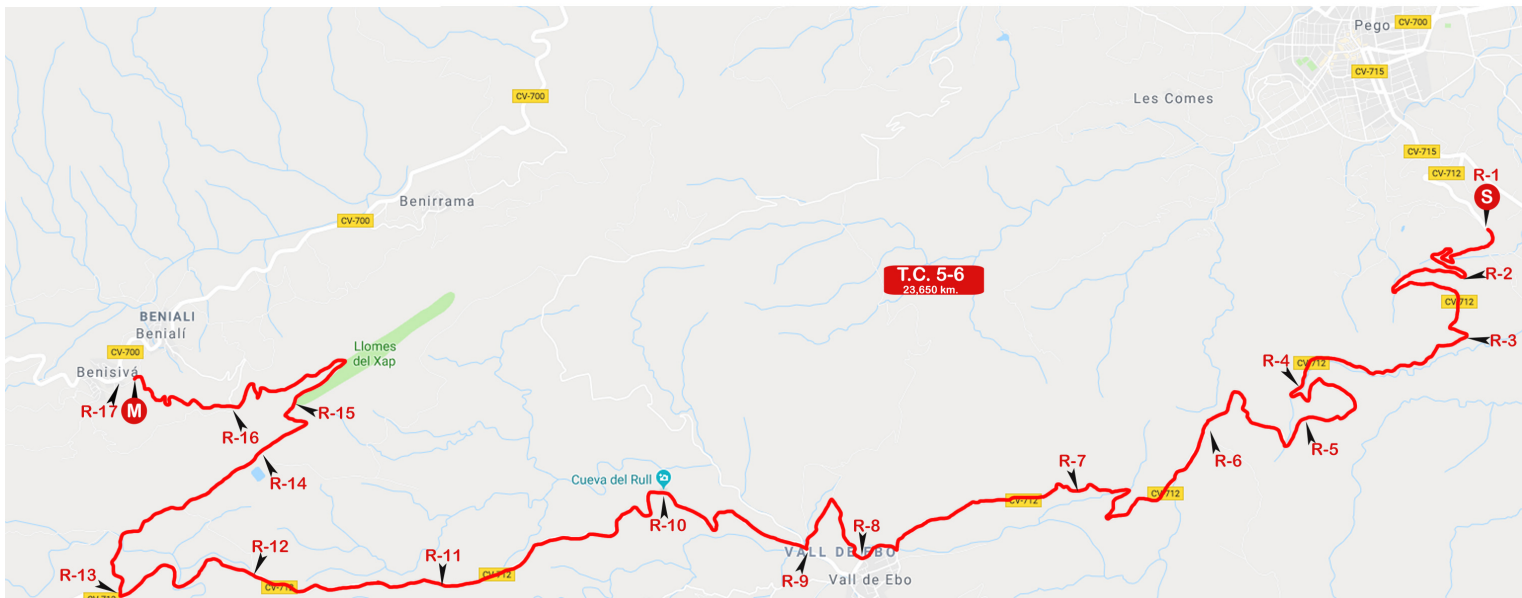 Pego
CV-700
CV-715
CV-700
Les Comes
CV-715
CV-712
R-1
S
Benirrama
CV-700
T.C. 5-6
23,650 km.
R-2
CV-712
BENIALI
Benialí
R-3
CV-700
Llomes
del Xap
Benisivá
R-4
CV-712
R-17
M
R-15
R-16
R-5
R-6
R-14
Cueva del Rull
R-7
CV-712
CV-712
R-10
R-8
R-12
R-11
VALL DE EBO
R-9
Vall de Ebo
R-13
CV-712
CV-712
CV-712